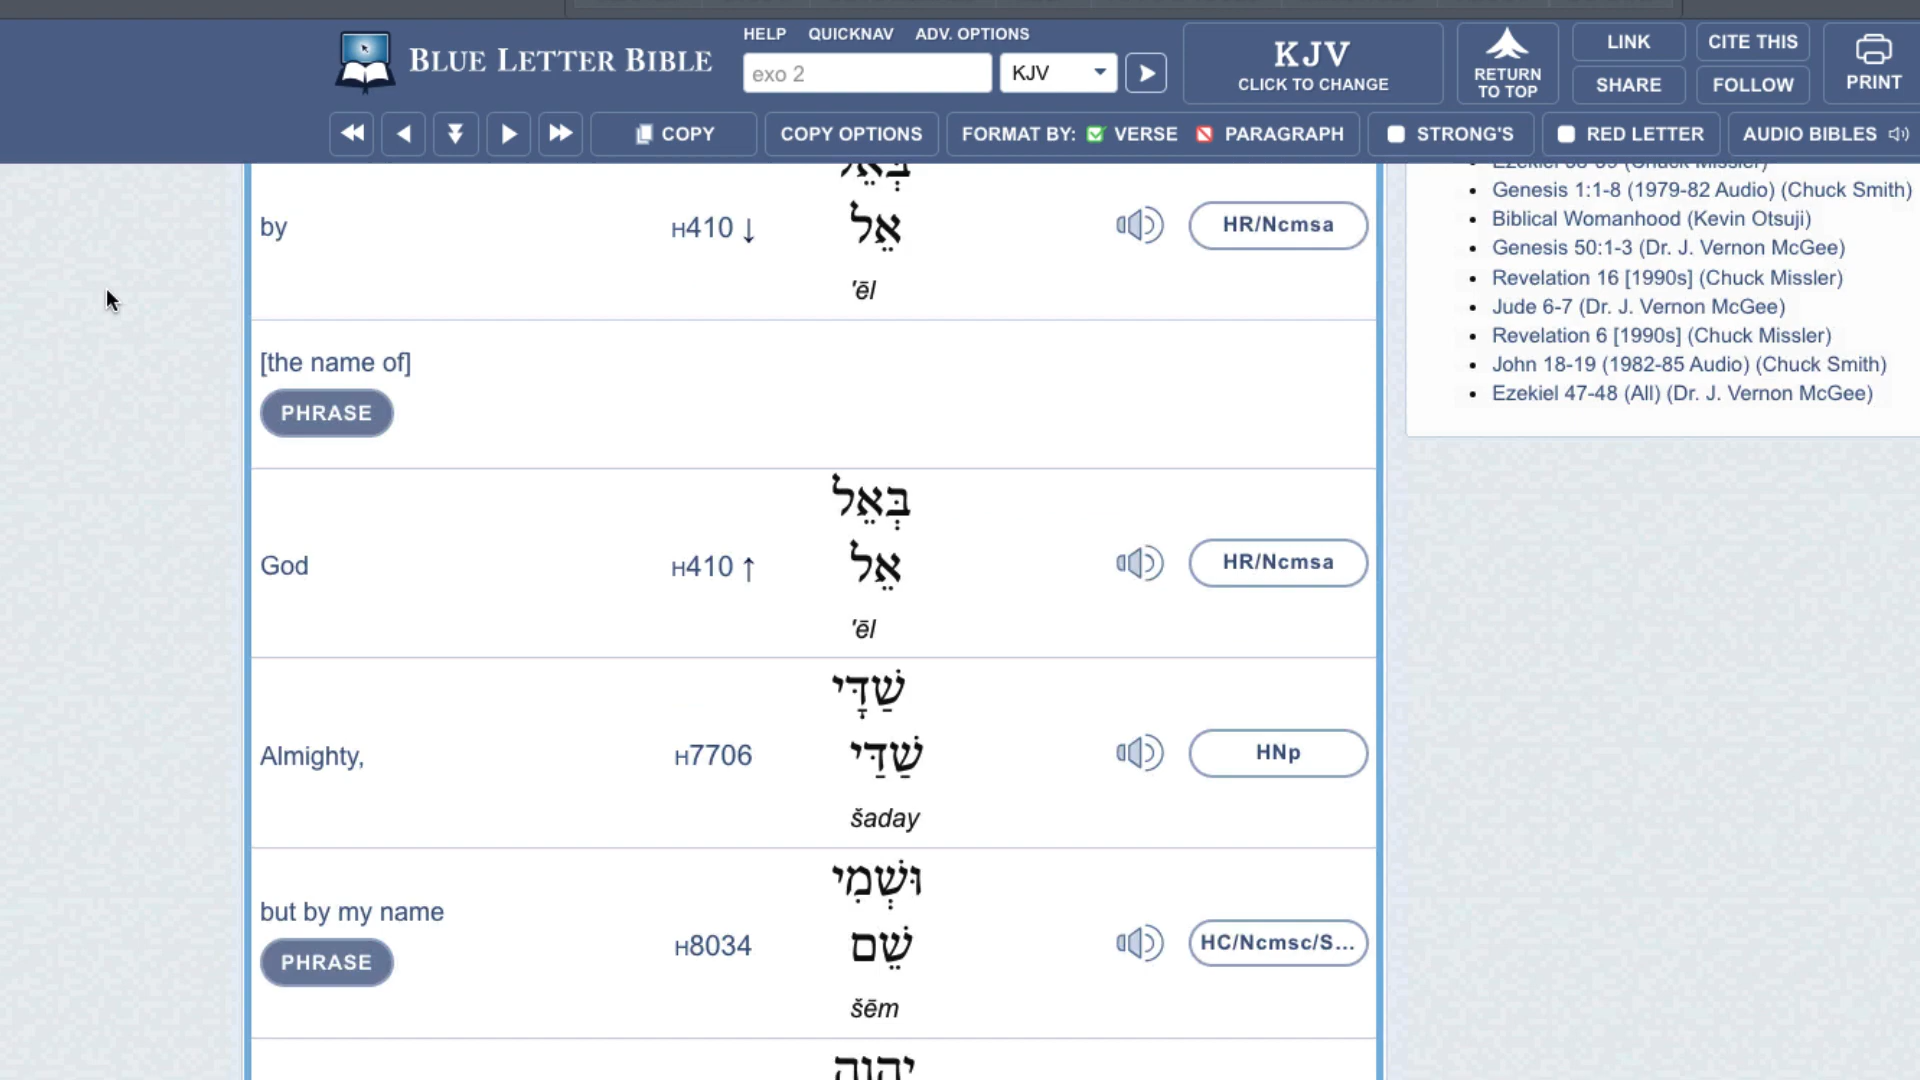 BLUE LETTER BIBLE
HELP QUICKNAV ADV. OPTIONS
exo 2
KJV
KJV
CLICK TO CHANGE
RETURN
TO TOP
LINK
CITE THIS
SHARE
FOLLOW
PRINT
COPY
COPY OPTIONS
FORMAT BY: VERSE PARAGRAPH
STRONG'S
RED LETTER
AUDIO BIBLES
by H410 ↓ אֵל HR/Ncmsa
'ēl
[the name of]
PHRASE
בְּאֵל
God H410 ↑ אֵל HR/Ncmsa
'ēl
שַׁדָּי
Almighty, H7706 שַׁדַּי HNp
šaday
וּשְׁמִי
but by my name
H8034 שֵׁם HC/Ncmsc/S...
PHRASE
šēm
יהוה
Genesis 1:1-8 (1979-82 Audio) (Chuck Smith)
Biblical Womanhood (Kevin Otsuji)
Genesis 50:1-3 (Dr. J. Vernon McGee)
Revelation 16 [1990s] (Chuck Missler)
Jude 6-7 (Dr. J. Vernon McGee)
Revelation 6 [1990s] (Chuck Missler)
John 18-19 (1982-85 Audio) (Chuck Smith)
Ezekiel 47-48 (All) (Dr. J. Vernon McGee)